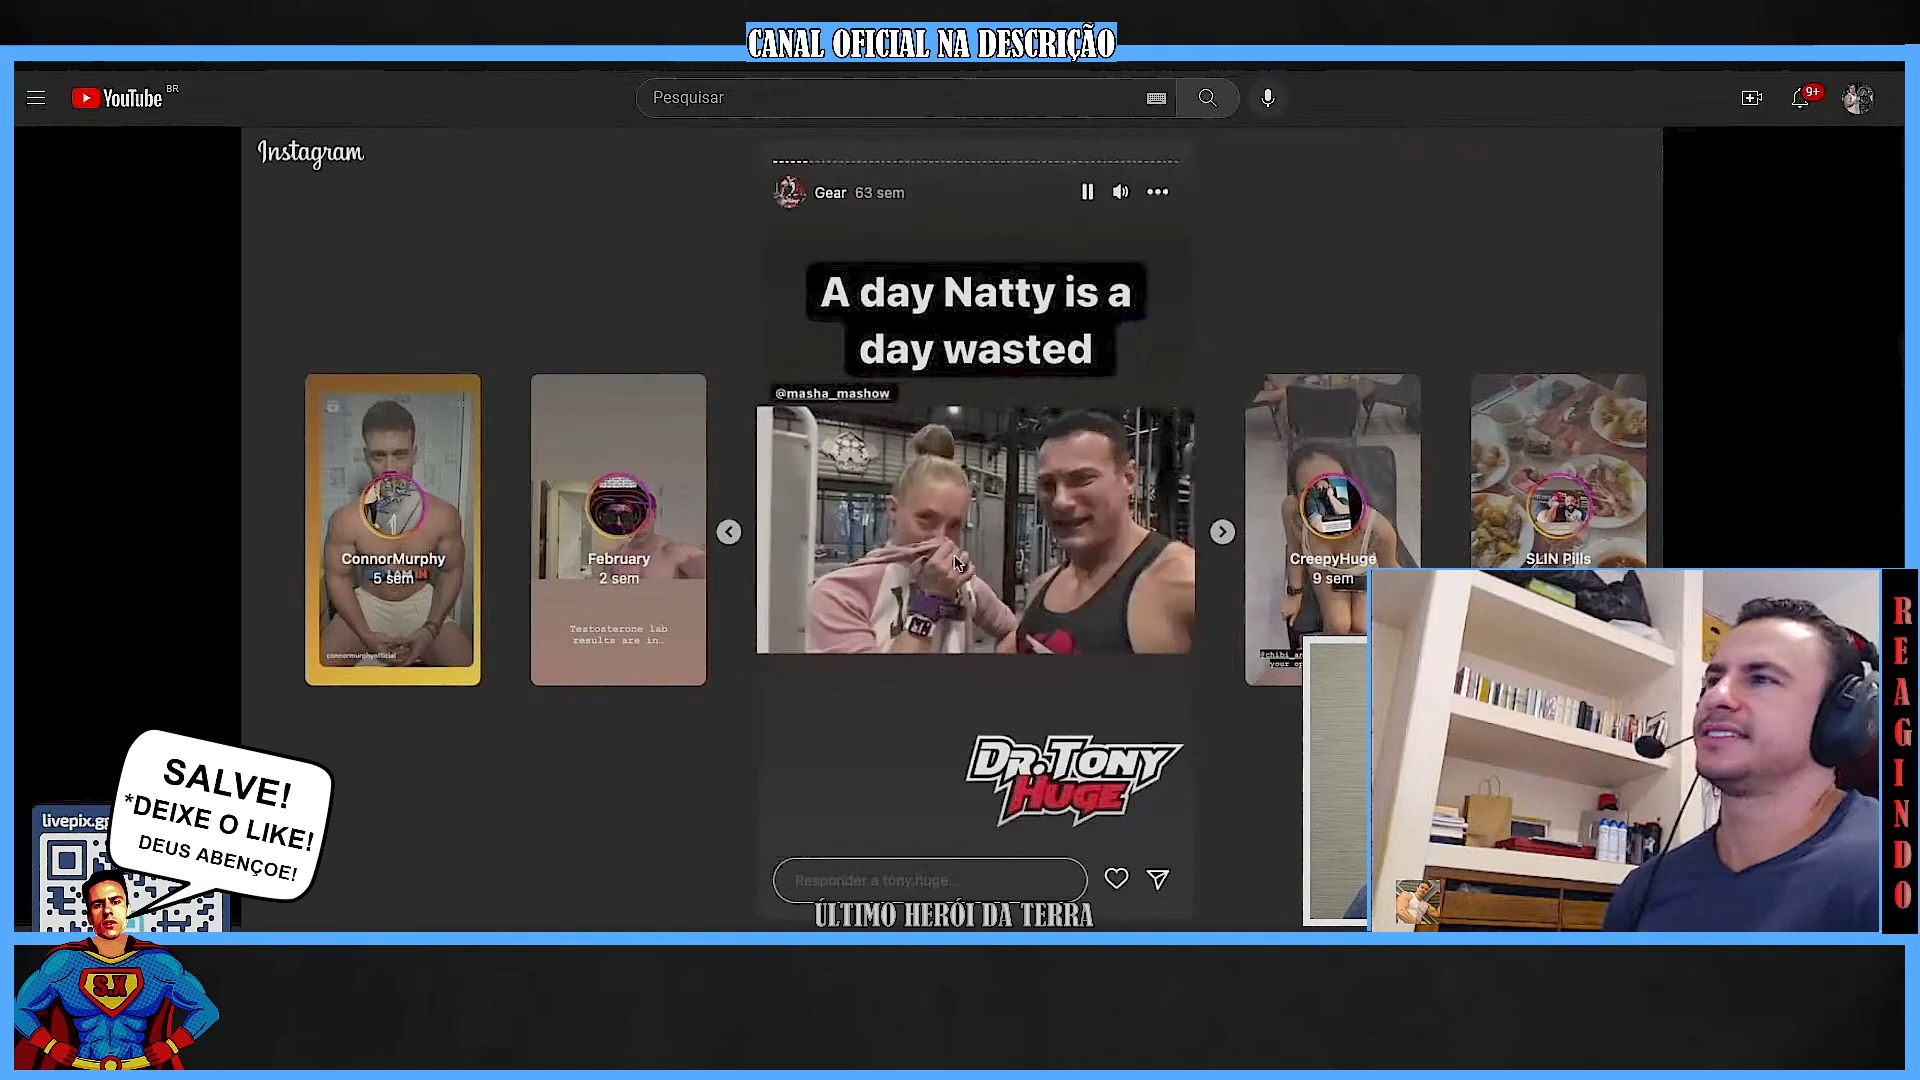 CANAL OFICIAL NA DESCRIÇÃO
YouTube BR
Pesquisar
9+
Instagram
Gear 63 sem
A day Natty is a
day wasted
@masha_mashow
ConnorMurphy
5 sem
connormurphyofficial
February
2 sem
Testosterone lab
results are in…
CreepyHuge
9 sem
SLIN Pills
DR. TONY
HUGE
Responder a tony.huge...
ÚLTIMO HERÓI DA TERRA
livepix.gg
SALVE!
*DEIXE O LIKE!
DEUS ABENÇOE!
S.X
REAGINDO